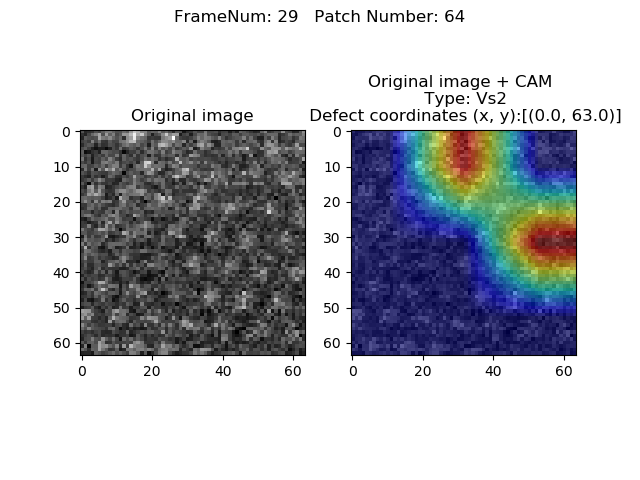 FrameNum: 29   Patch Number: 64
Original image
0
10
20
30
40
50
60
0 20 40 60
Original image + CAM
Type: Vs2
Defect coordinates (x, y):[(0.0, 63.0)]
0
10
20
30
40
50
60
0 20 40 60